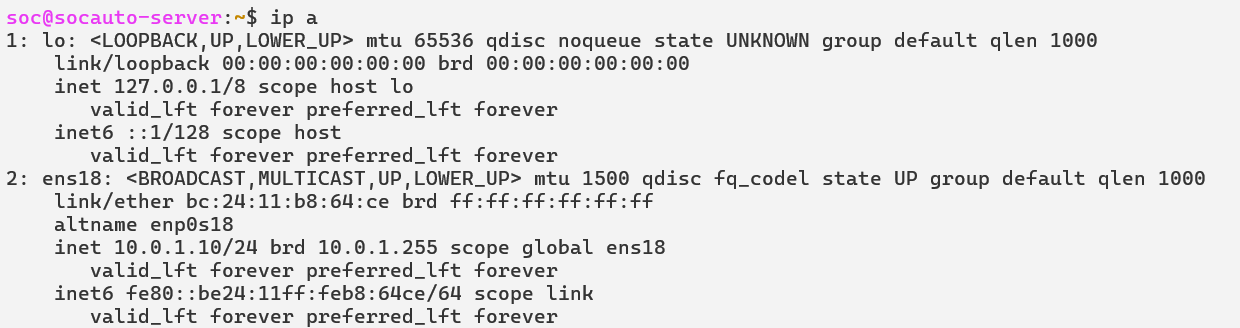 soc@socauto-server:~$ ip a
1: lo: <LOOPBACK,UP,LOWER_UP> mtu 65536 qdisc noqueue state UNKNOWN group default qlen 1000
    link/loopback 00:00:00:00:00:00 brd 00:00:00:00:00:00
    inet 127.0.0.1/8 scope host lo
       valid_lft forever preferred_lft forever
    inet6 ::1/128 scope host
       valid_lft forever preferred_lft forever
2: ens18: <BROADCAST,MULTICAST,UP,LOWER_UP> mtu 1500 qdisc fq_codel state UP group default qlen 1000
    link/ether bc:24:11:b8:64:ce brd ff:ff:ff:ff:ff:ff
    altname enp0s18
    inet 10.0.1.10/24 brd 10.0.1.255 scope global ens18
       valid_lft forever preferred_lft forever
    inet6 fe80::be24:11ff:feb8:64ce/64 scope link
       valid_lft forever preferred_lft forever